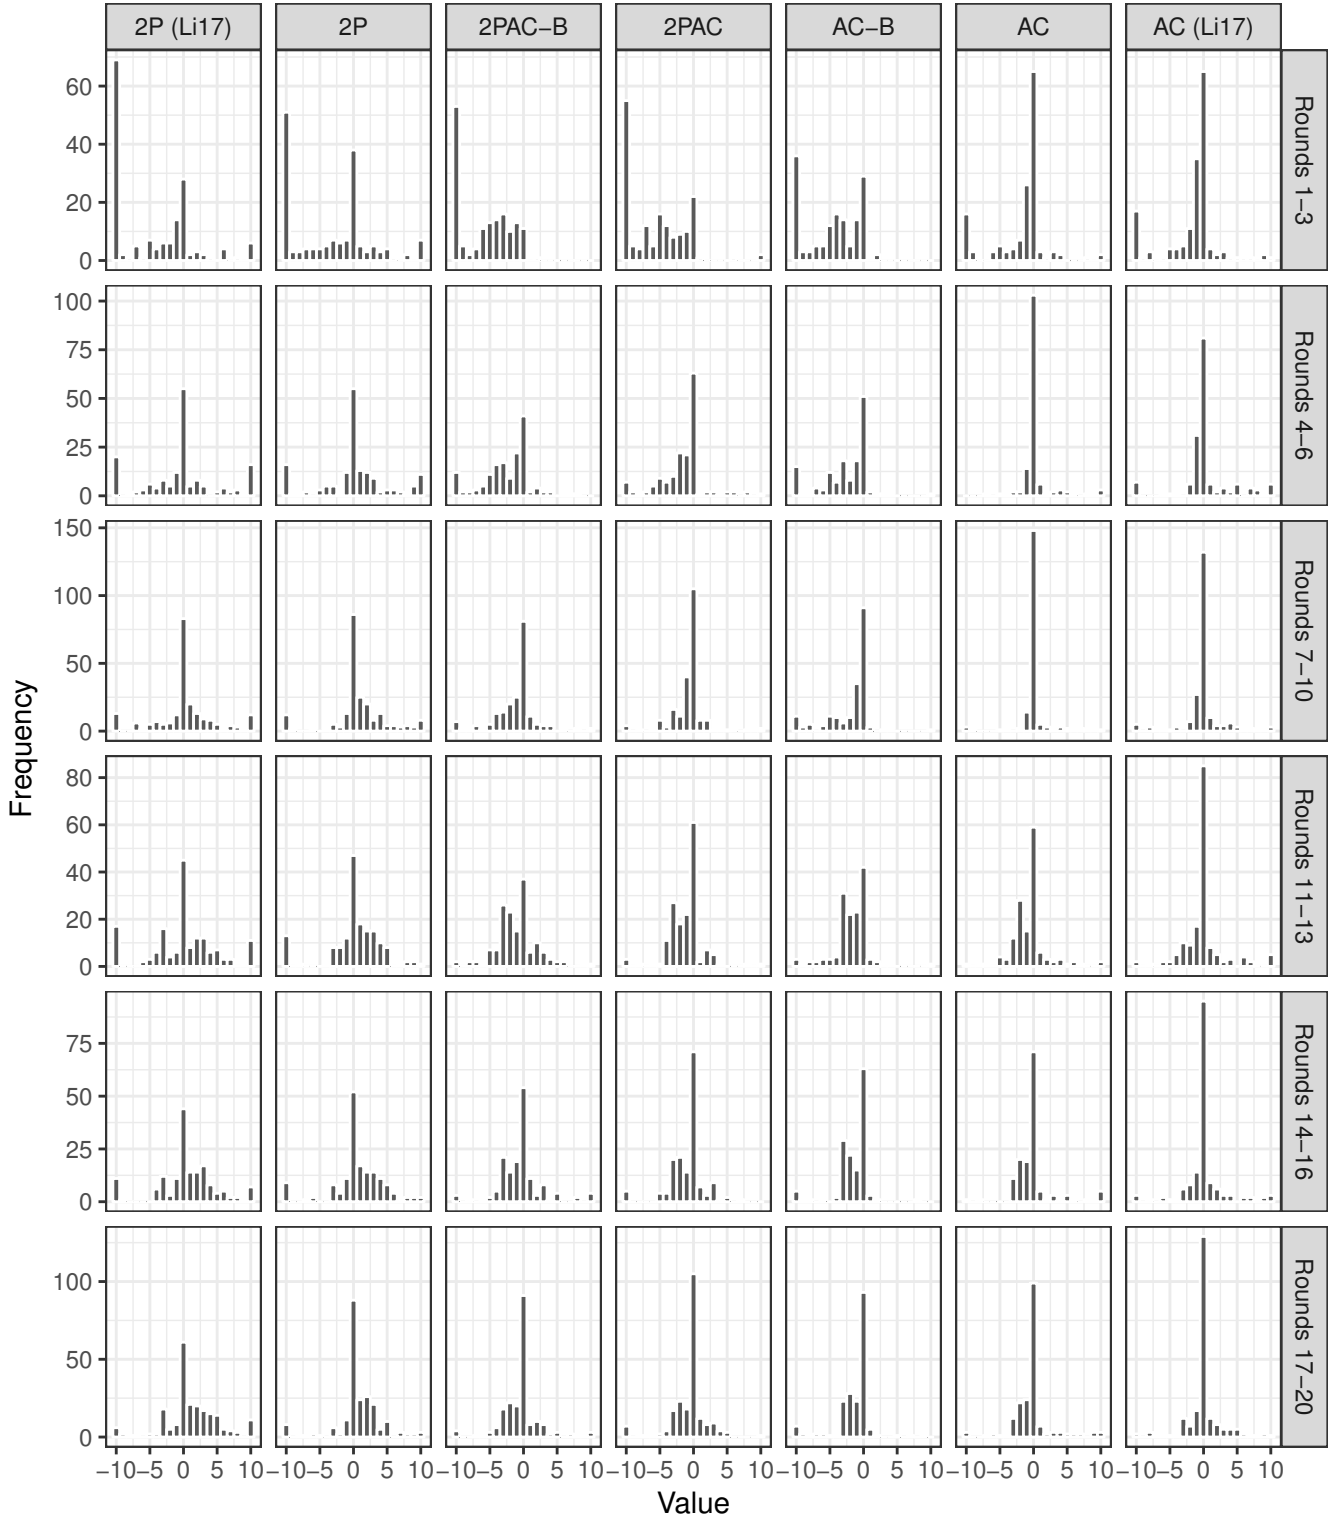 2P (Li17) 2P 2PAC−B 2PAC AC−B AC AC (Li17)
60
40
20
0
Rounds 1−3
100
75
50
25
0
Rounds 4−6
150
100
50
0
Rounds 7−10
80
60
40
20
0
Rounds 11−13
75
50
25
0
Rounds 14−16
100
50
0
Rounds 17−20
Frequency
−10 −5 0 5 10 −10 −5 0 5 10 −10 −5 0 5 10 −10 −5 0 5 10 −10 −5 0 5 10 −10 −5 0 5 10 −10 −5 0 5 10
Value